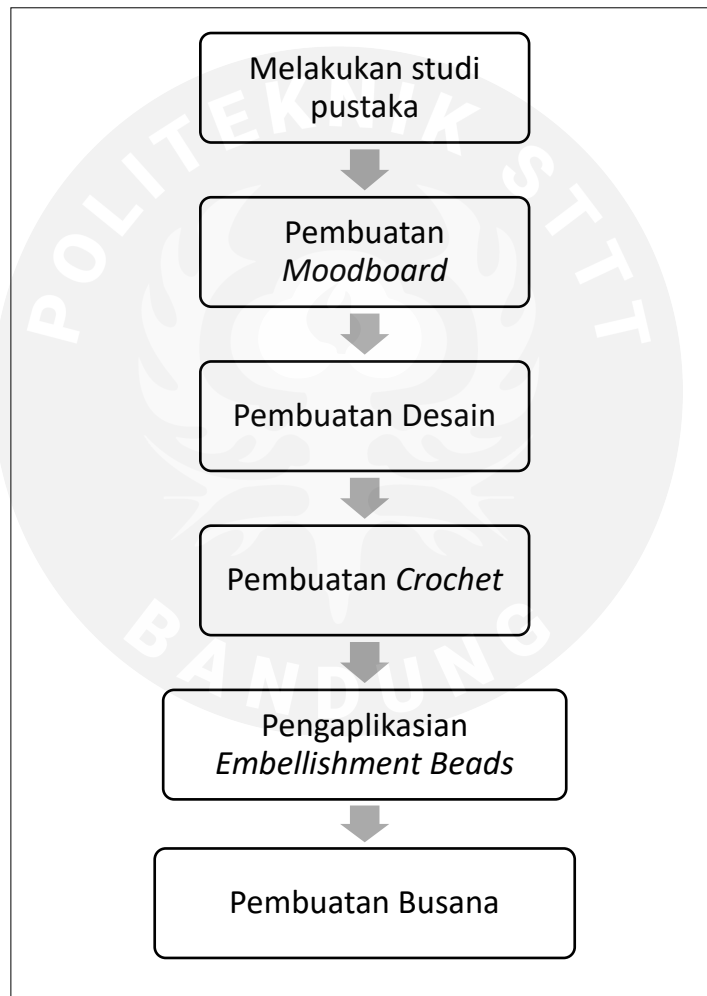 Melakukan studi
pustaka
Pembuatan
Moodboard
Pembuatan Desain
Pembuatan Crochet
Pengaplikasian
Embellishment Beads
Pembuatan Busana
POLITEKNIK STTT
BANDUNG